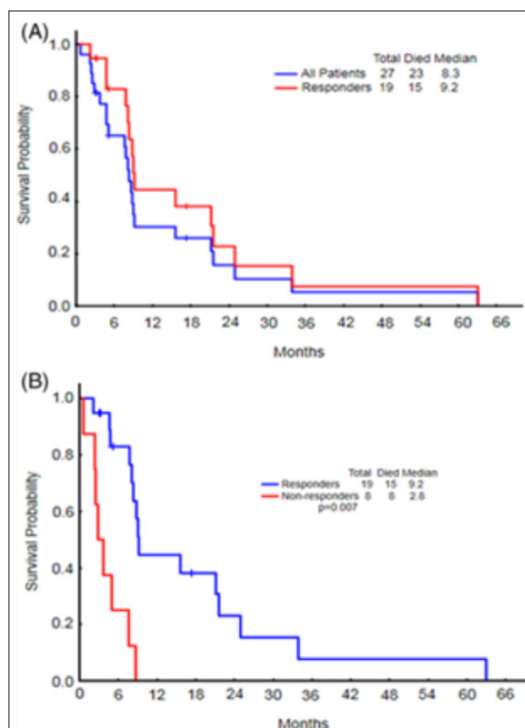 (A)
1.0
0.8
0.6
0.4
0.2
0.0
Survival Probability
Total Died Median
All Patients 27 23 8.3
Responders 19 15 9.2
6 12 18 24 30 36 42 48 54 60 66
Months
(B)
1.0
0.8
0.6
0.4
0.2
0.0
Survival Probability
Total Died Median
Responders 19 15 9.2
Non-responders 8 8 2.8
p=0.007
0 6 12 18 24 30 36 42 48 54 60 66
Months